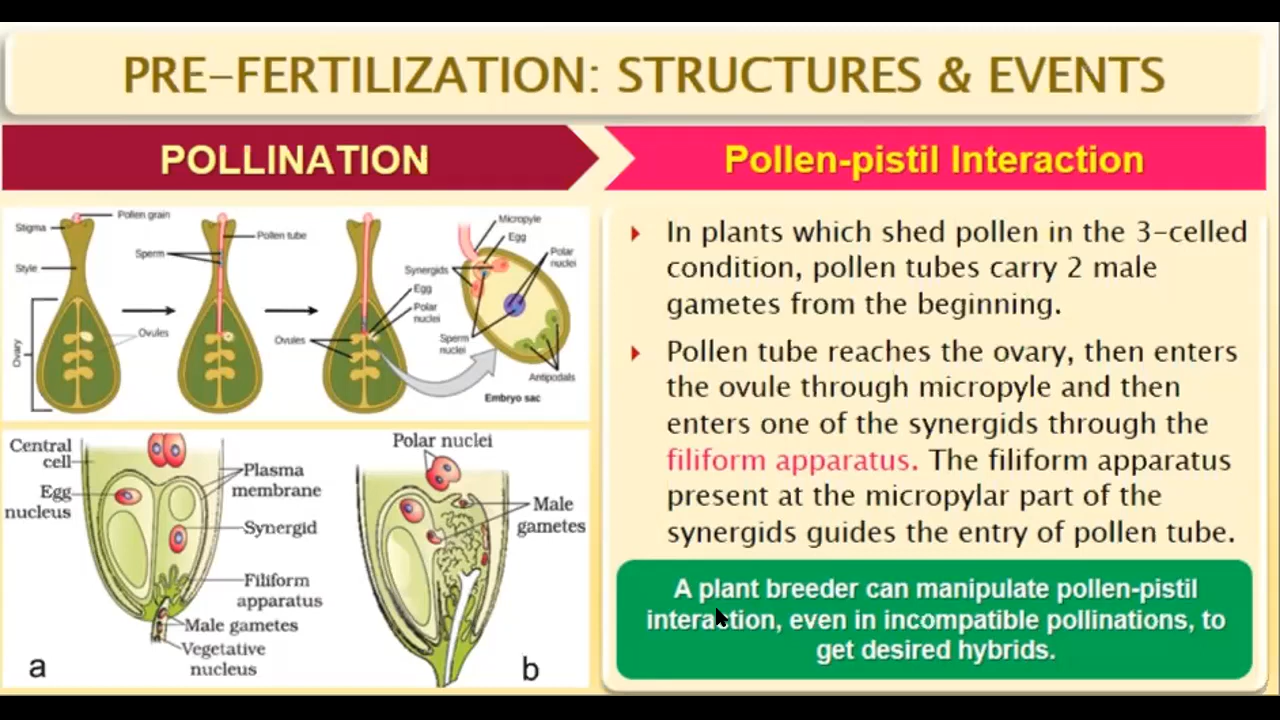 PRE-FERTILIZATION: STRUCTURES & EVENTS
POLLINATION
Pollen-pistil Interaction
Pollen grain
Stigma
Style
Ovary
Ovules
Pollen tube
Sperm
Ovules
Egg
Polar
nuclei
Synergids
Micropyle
Egg
Polar
nuclei
Sperm
nuclei
Antipodals
Embryo sac
Central
cell
Egg
nucleus
Plasma
membrane
Synergid
Filiform
apparatus
Male gametes
Vegetative
nucleus
a
Polar nuclei
Male
gametes
b
In plants which shed pollen in the 3-celled
condition, pollen tubes carry 2 male
gametes from the beginning.
Pollen tube reaches the ovary, then enters
the ovule through micropyle and then
enters one of the synergids through the
filiform apparatus. The filiform apparatus
present at the micropylar part of the
synergids guides the entry of pollen tube.
A plant breeder can manipulate pollen-pistil
interaction, even in incompatible pollinations, to
get desired hybrids.